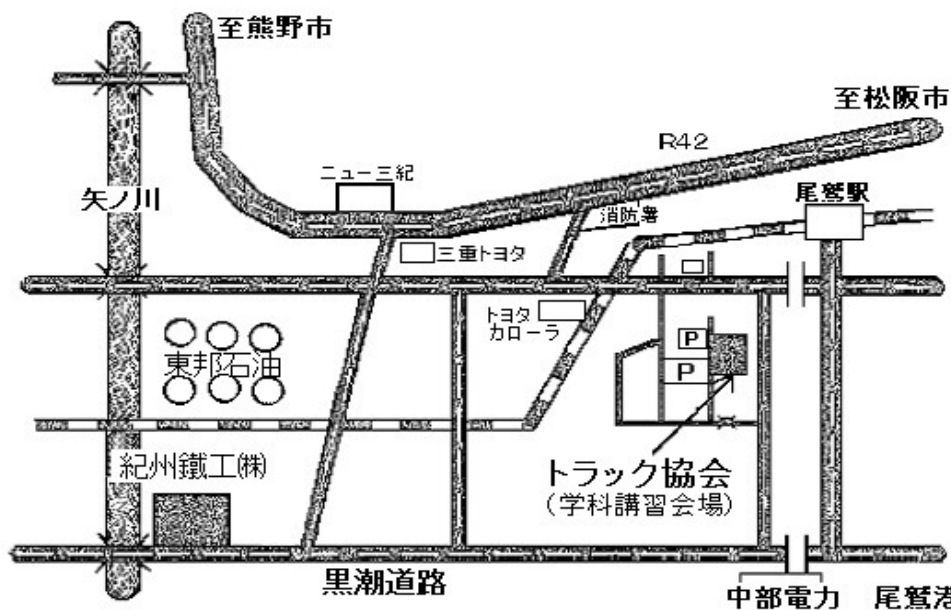 至熊野市
至松阪市
R42
ニュー三紀
矢ノ川
消防署
尾鷲駅
三重トヨタ
トヨタ
カローラ
東邦石油
P
P
紀州鐵工㈱
トラック協会
（学科講習会場）
黒潮道路
中部電力
尾鷲港